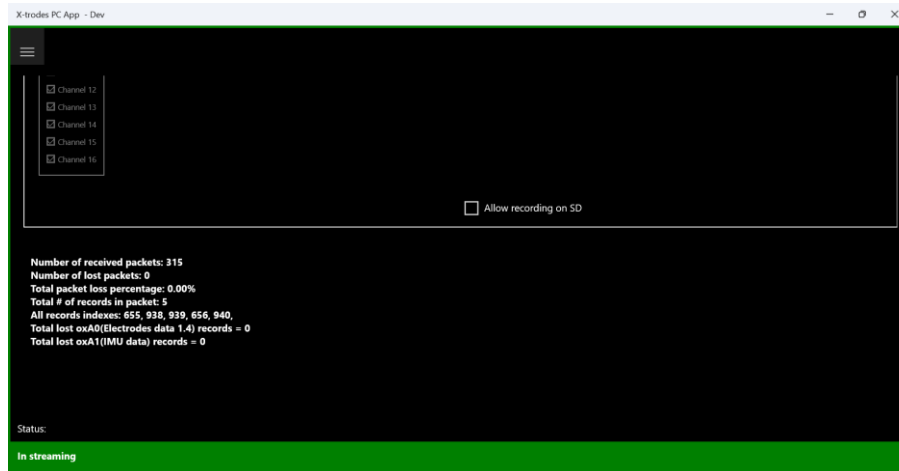 X-trodes PC App - Dev
Channel 12
Channel 13
Channel 14
Channel 15
Channel 16
Allow recording on SD
Number of received packets: 315
Number of lost packets: 0
Total packet loss percentage: 0.00%
Total # of records in packet: 5
All records indexes: 655, 938, 939, 656, 940,
Total lost oxA0(Electrodes data 1.4) records = 0
Total lost oxA1(IMU data) records = 0
Status:
In streaming